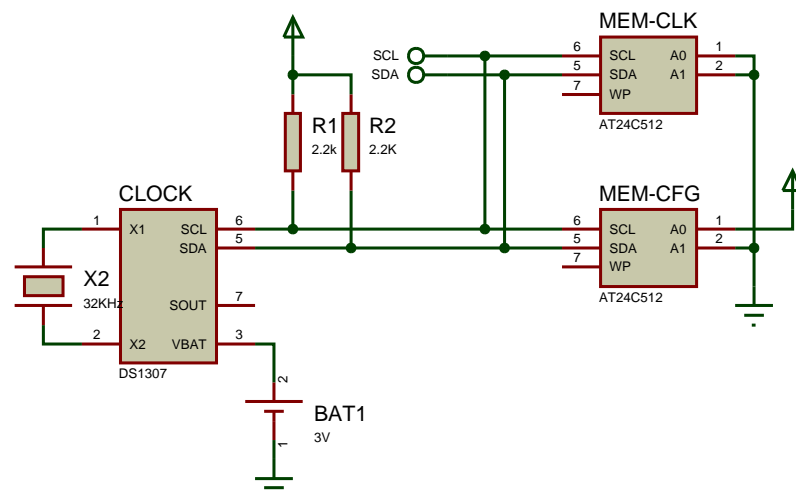 MEM-CLK
SCL
SDA
6 SCL A0 1
5 SDA A1 2
7 WP
AT24C512
R1
2.2k
R2
2.2K
CLOCK
MEM-CFG
1 X1 SCL 6
SDA 5
6 SCL A0 1
5 SDA A1 2
7 WP
AT24C512
X2
32KHz
SOUT 7
2 X2 VBAT 3
DS1307
2
BAT1
3V
1